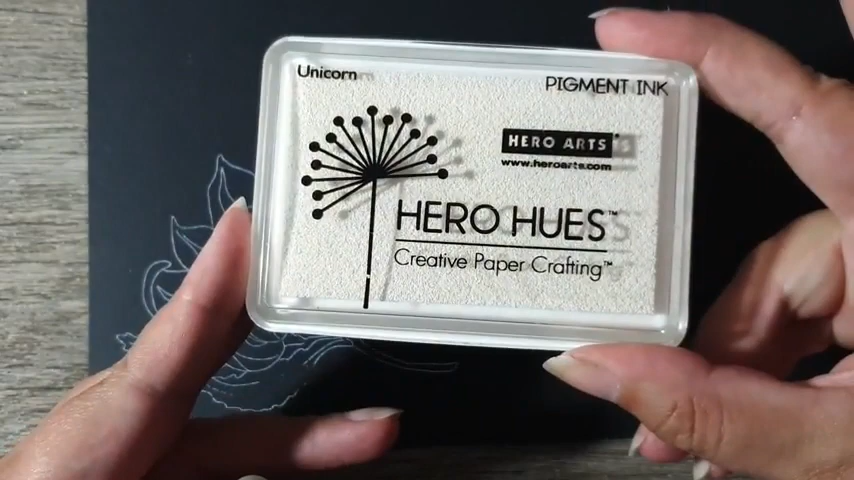 Unicorn
PIGMENT INK
HERO ARTS®
www.heroarts.com
HERO HUES™
Creative Paper Crafting™